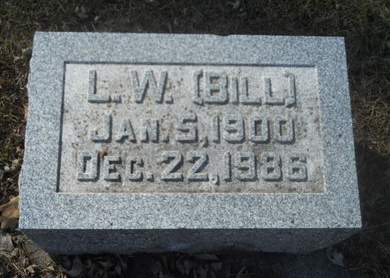 L.W. (BILL)
JAN. 5, 1900
DEC. 22, 1986